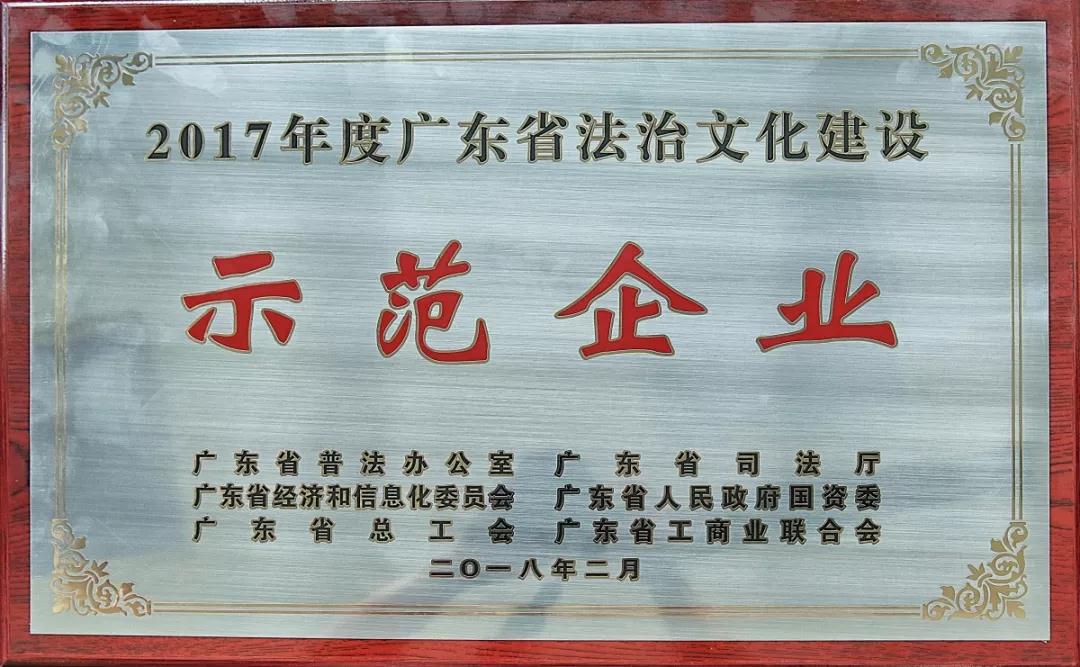 2017年度广东省法治文化建设
示范企业
广东省普法办公室 广东省司法厅
广东省经济和信息化委员会 广东省人民政府国资委
广东省总工会 广东省工商业联合会
二〇一八年二月